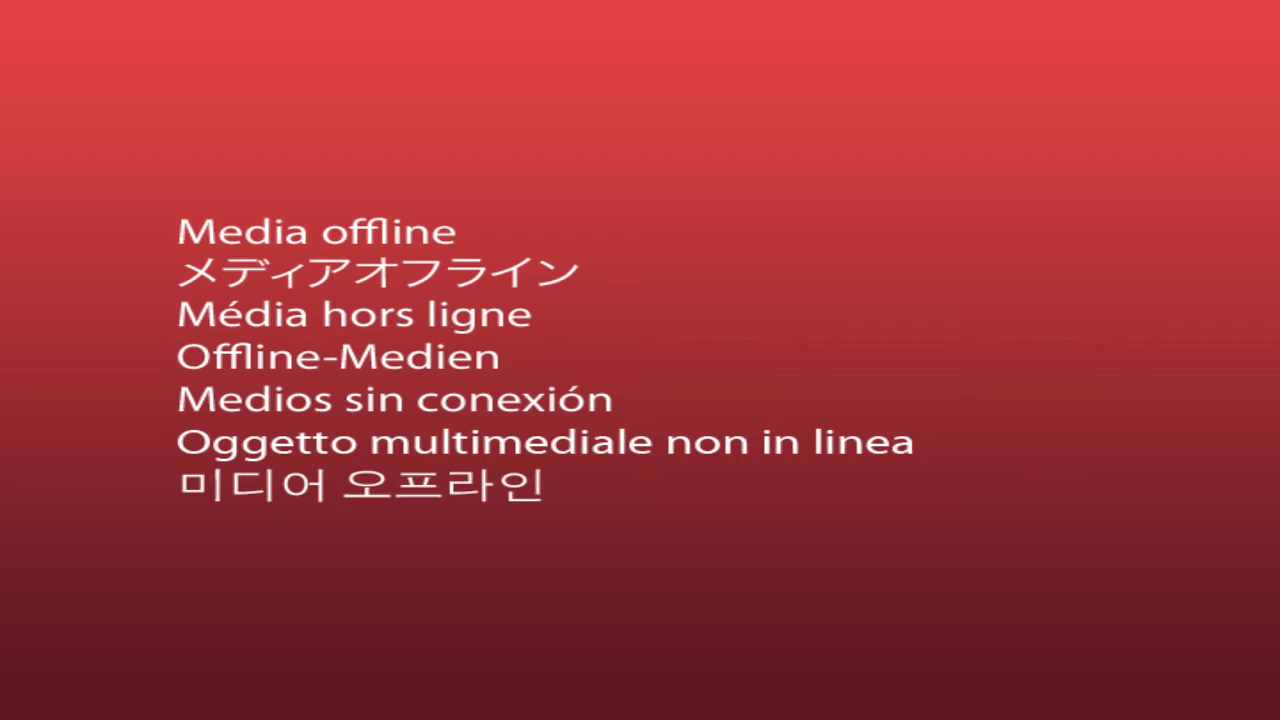 Media offline
メディアオフライン
Média hors ligne
Offline-Medien
Medios sin conexión
Oggetto multimediale non in linea
미디어 오프라인